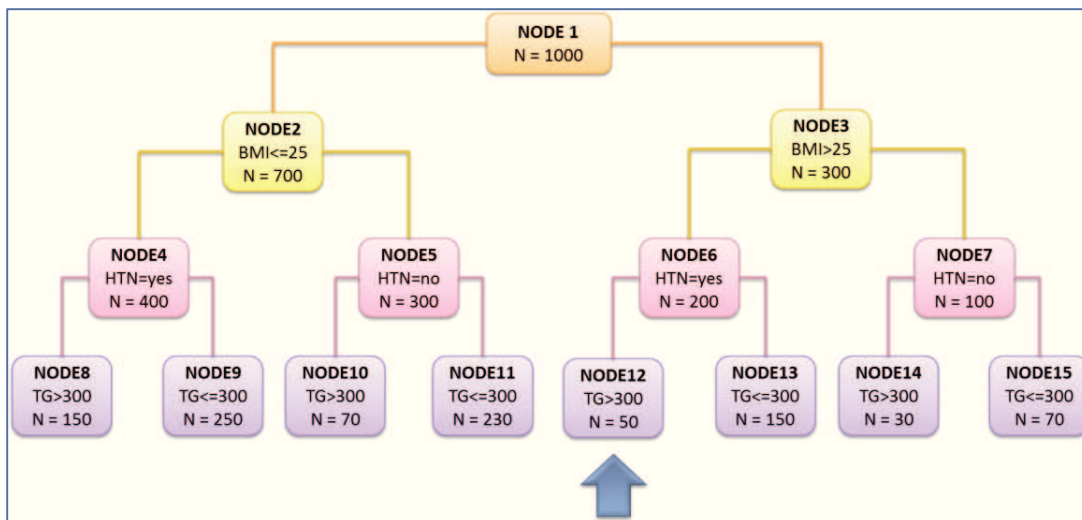 NODE 1
N = 1000
NODE2
BMI<=25
N = 700
NODE3
BMI>25
N = 300
NODE4
HTN=yes
N = 400
NODE5
HTN=no
N = 300
NODE6
HTN=yes
N = 200
NODE7
HTN=no
N = 100
NODE8
TG>300
N = 150
NODE9
TG<=300
N = 250
NODE10
TG>300
N = 70
NODE11
TG<=300
N = 230
NODE12
TG>300
N = 50
NODE13
TG<=300
N = 150
NODE14
TG>300
N = 30
NODE15
TG<=300
N = 70